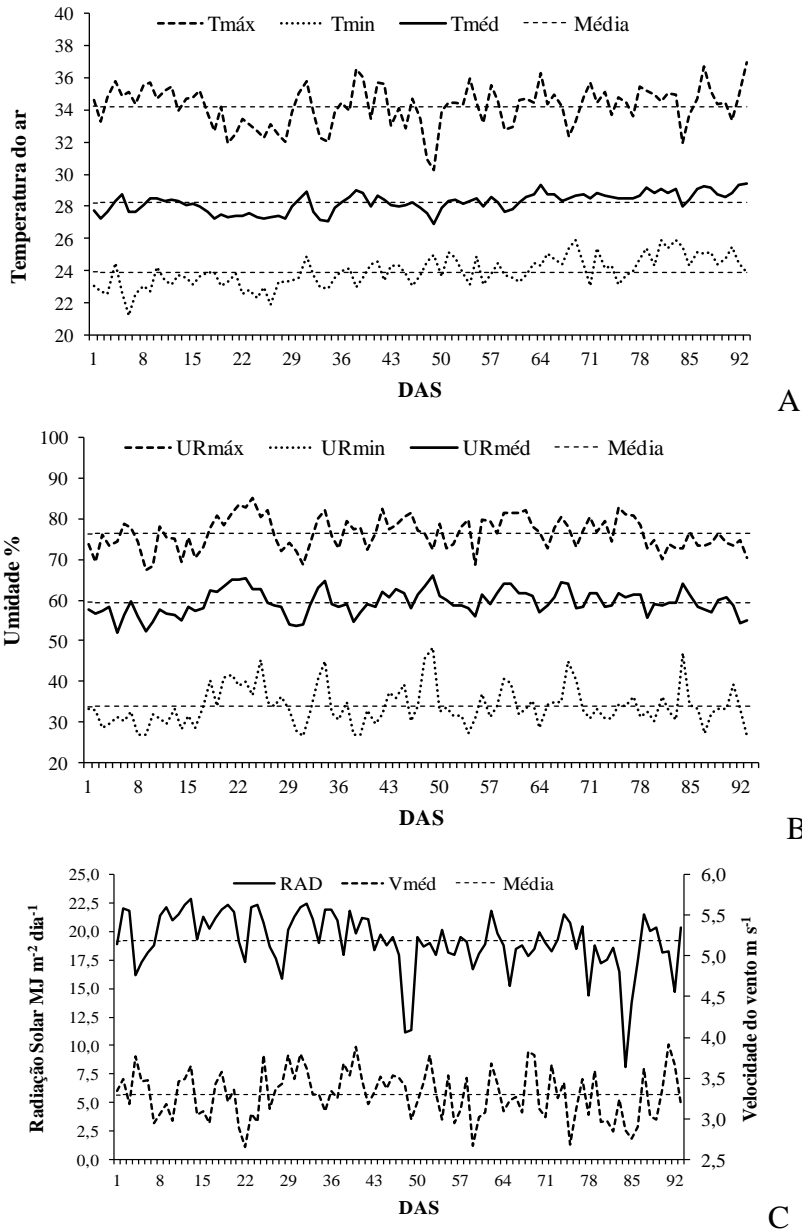 Tmáx Tmin Tméd Média
Temperatura do ar
40
38
36
34
32
30
28
26
24
22
20
1 8 15 22 29 36 43 50 57 64 71 78 85 92
DAS
A
URmáx URmin URméd Média
Umidade %
100
90
80
70
60
50
40
30
20
1 8 15 22 29 36 43 50 57 64 71 78 85 92
DAS
B
RAD Vméd Média
Radiação Solar MJ m-2 dia-1
25,0
22,5
20,0
17,5
15,0
12,5
10,0
7,5
5,0
2,5
0,0
6,0
5,5
5,0
4,5
4,0
3,5
3,0
2,5
Velocidade do vento m s-1
1 8 15 22 29 36 43 50 57 64 71 78 85 92
DAS
C